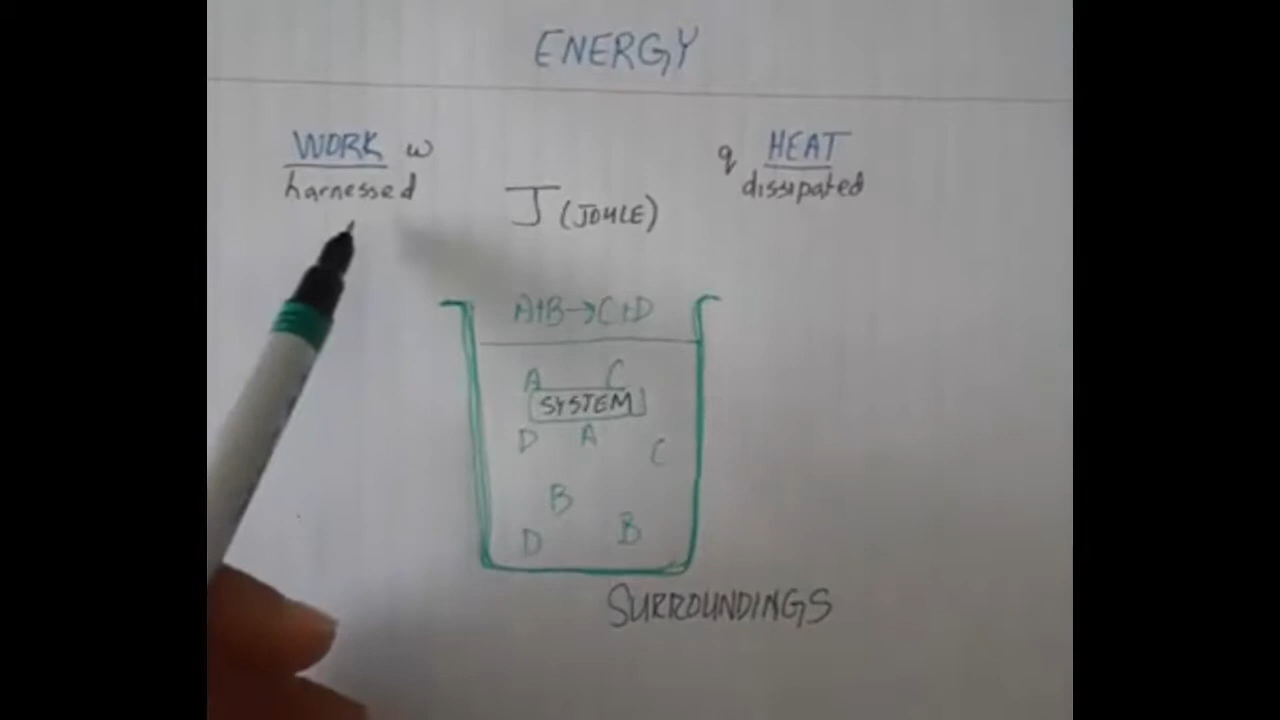 ENERGY
WORK w
harnessed
q HEAT
dissipated
J (JOULE)
A+B→C+D
A C
SYSTEM
D A
C
B
B
D
SURROUNDINGS